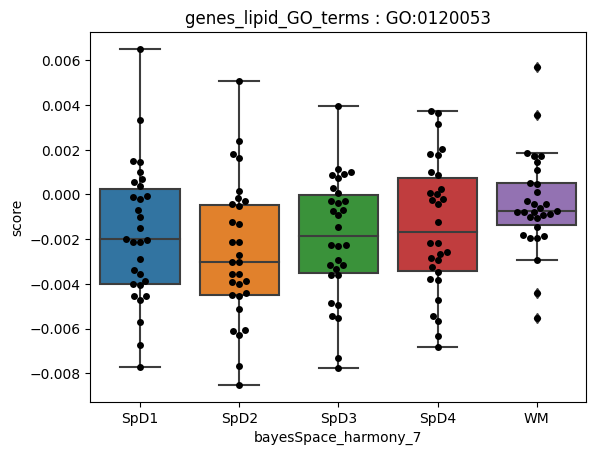 genes_lipid_GO_terms : GO:0120053
0.006
0.004
0.002
0.000
−0.002
−0.004
−0.006
−0.008
score
SpD1 SpD2 SpD3 SpD4 WM
bayesSpace_harmony_7